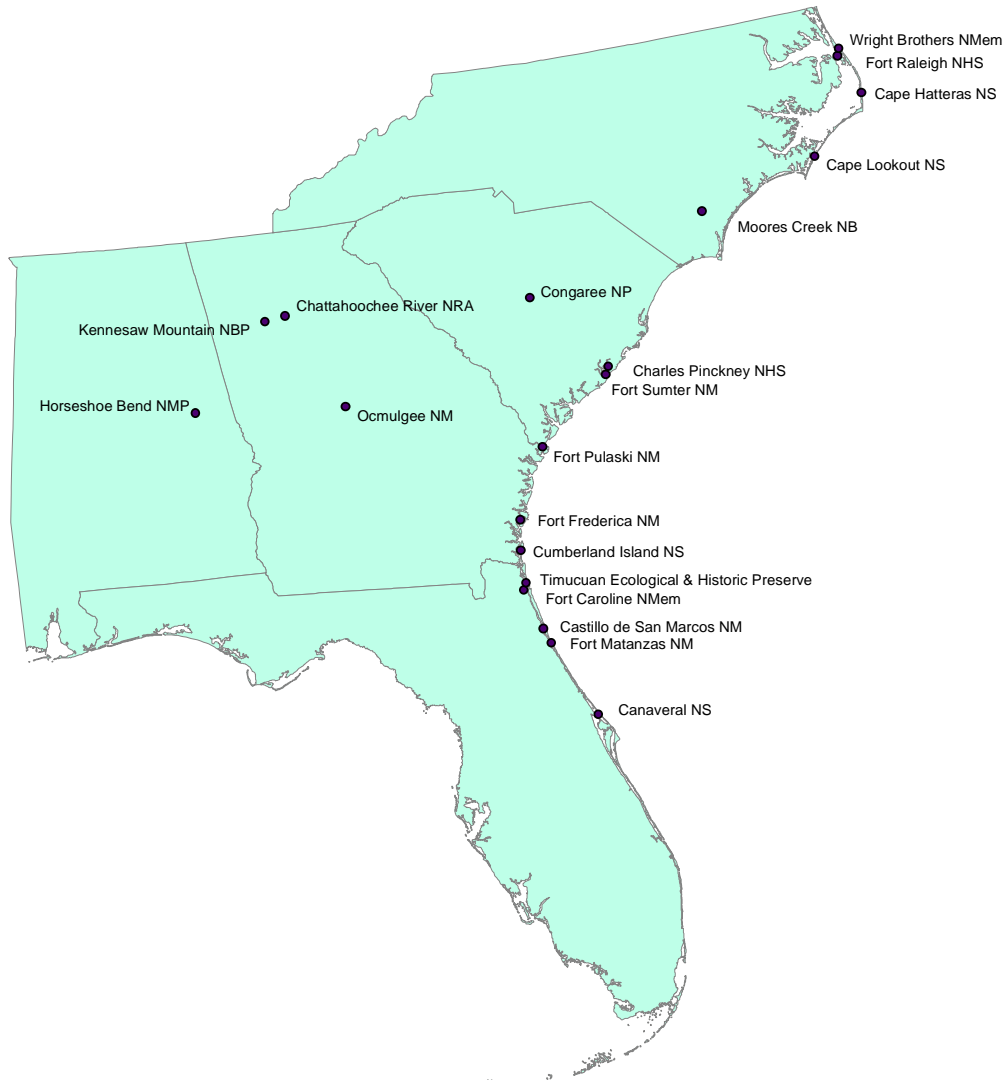 Wright Brothers NMem
Fort Raleigh NHS
Cape Hatteras NS
Cape Lookout NS
Moores Creek NB
Congaree NP
Chattahoochee River NRA
Kennesaw Mountain NBP
Charles Pinckney NHS
Fort Sumter NM
Horseshoe Bend NMP
Ocmulgee NM
Fort Pulaski NM
Fort Frederica NM
Cumberland Island NS
Timucuan Ecological & Historic Preserve
Fort Caroline NMem
Castillo de San Marcos NM
Fort Matanzas NM
Canaveral NS